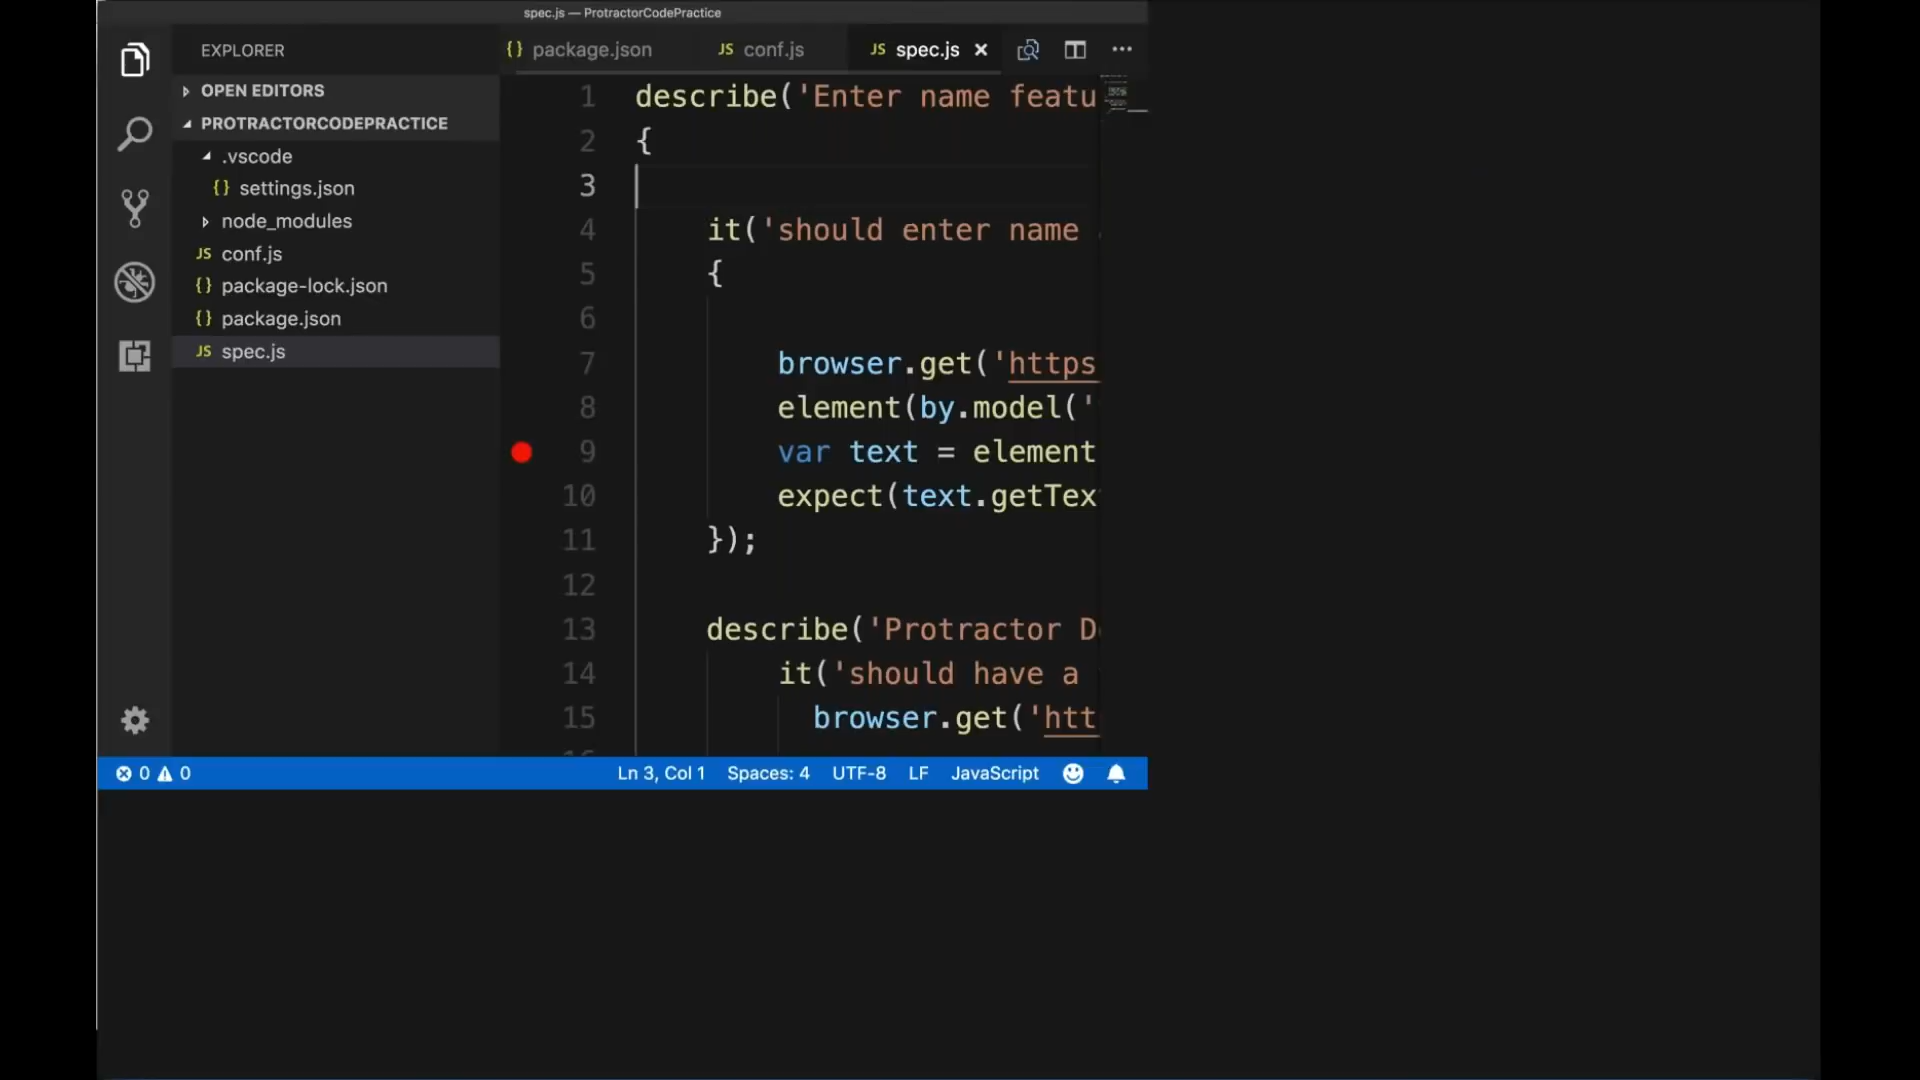 spec.js — ProtractorCodePractice
EXPLORER
OPEN EDITORS
PROTRACTORCODEPRACTICE
.vscode
{} settings.json
node_modules
JS conf.js
{} package-lock.json
{} package.json
JS spec.js
{} package.json JS conf.js JS spec.js
1 describe('Enter name featu
2 {
3
4 it('should enter name
5 {
6
7 browser.get('https
8 element(by.model('
9 var text = element
10 expect(text.getTex
11 });
12
13 describe('Protractor D
14 it('should have a
15 browser.get('htt
0 0 Ln 3, Col 1 Spaces: 4 UTF-8 LF JavaScript